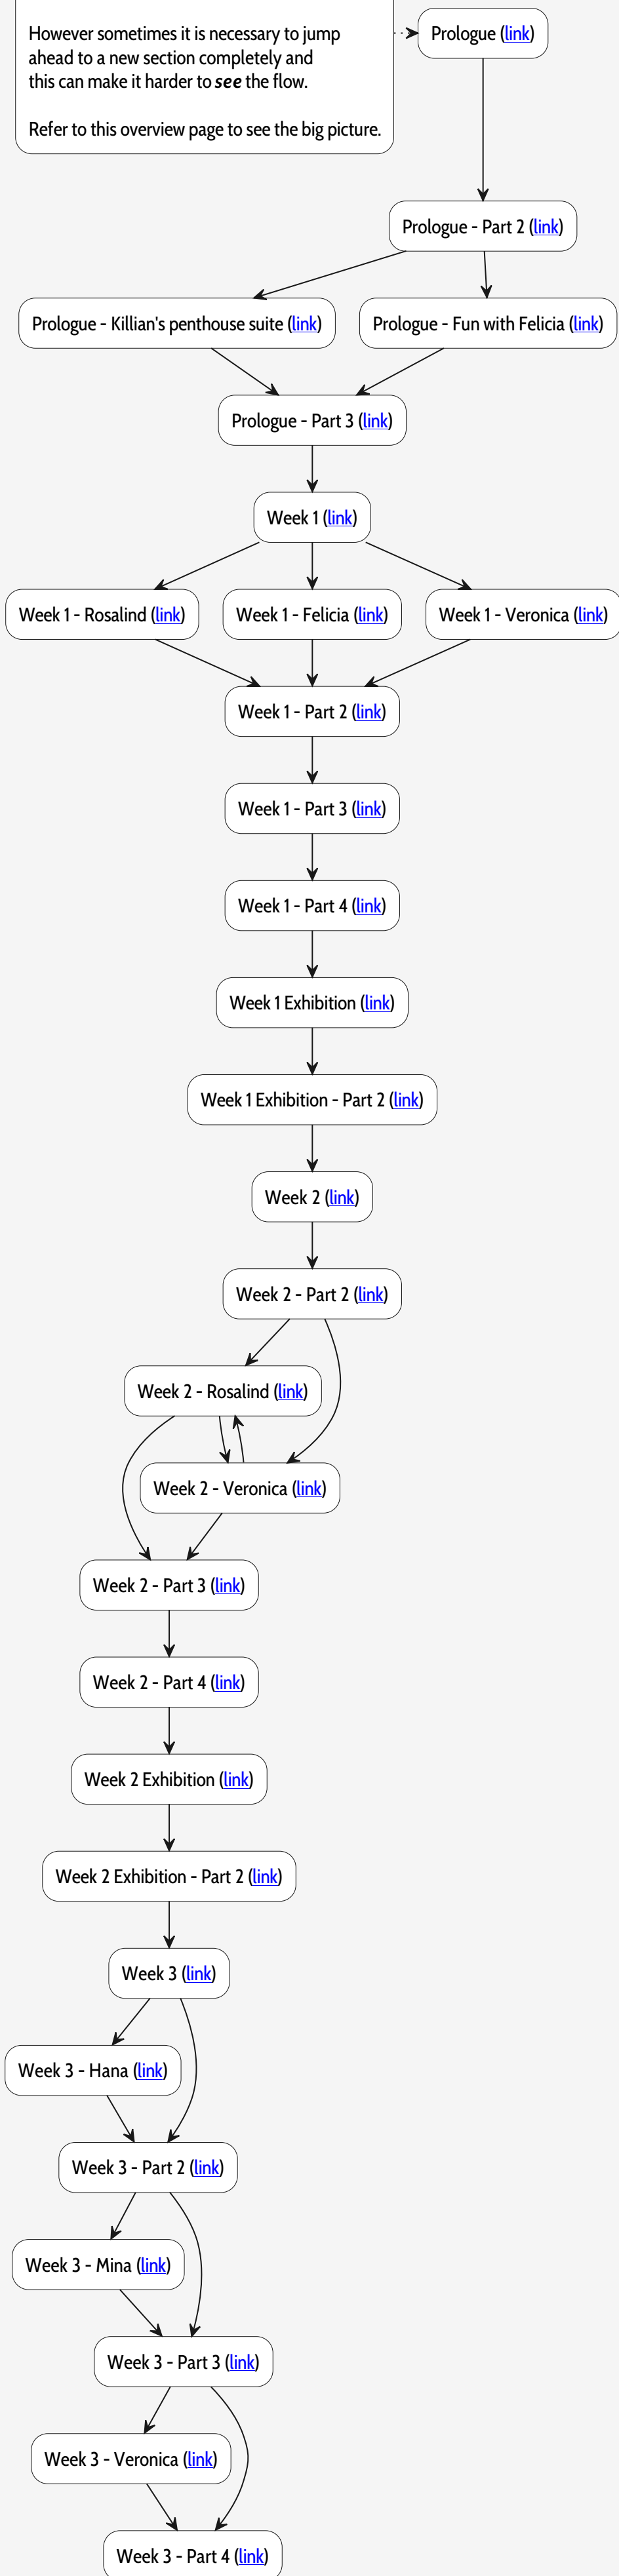 However sometimes it is necessary to jump
ahead to a new section completely and
this can make it harder to see the flow.
Refer to this overview page to see the big picture.
Prologue (link)
Prologue - Part 2 (link)
Prologue - Killian's penthouse suite (link)
Prologue - Fun with Felicia (link)
Prologue - Part 3 (link)
Week 1 (link)
Week 1 - Rosalind (link)
Week 1 - Felicia (link)
Week 1 - Veronica (link)
Week 1 - Part 2 (link)
Week 1 - Part 3 (link)
Week 1 - Part 4 (link)
Week 1 Exhibition (link)
Week 1 Exhibition - Part 2 (link)
Week 2 (link)
Week 2 - Part 2 (link)
Week 2 - Rosalind (link)
Week 2 - Veronica (link)
Week 2 - Part 3 (link)
Week 2 - Part 4 (link)
Week 2 Exhibition (link)
Week 2 Exhibition - Part 2 (link)
Week 3 (link)
Week 3 - Hana (link)
Week 3 - Part 2 (link)
Week 3 - Mina (link)
Week 3 - Part 3 (link)
Week 3 - Veronica (link)
Week 3 - Part 4 (link)